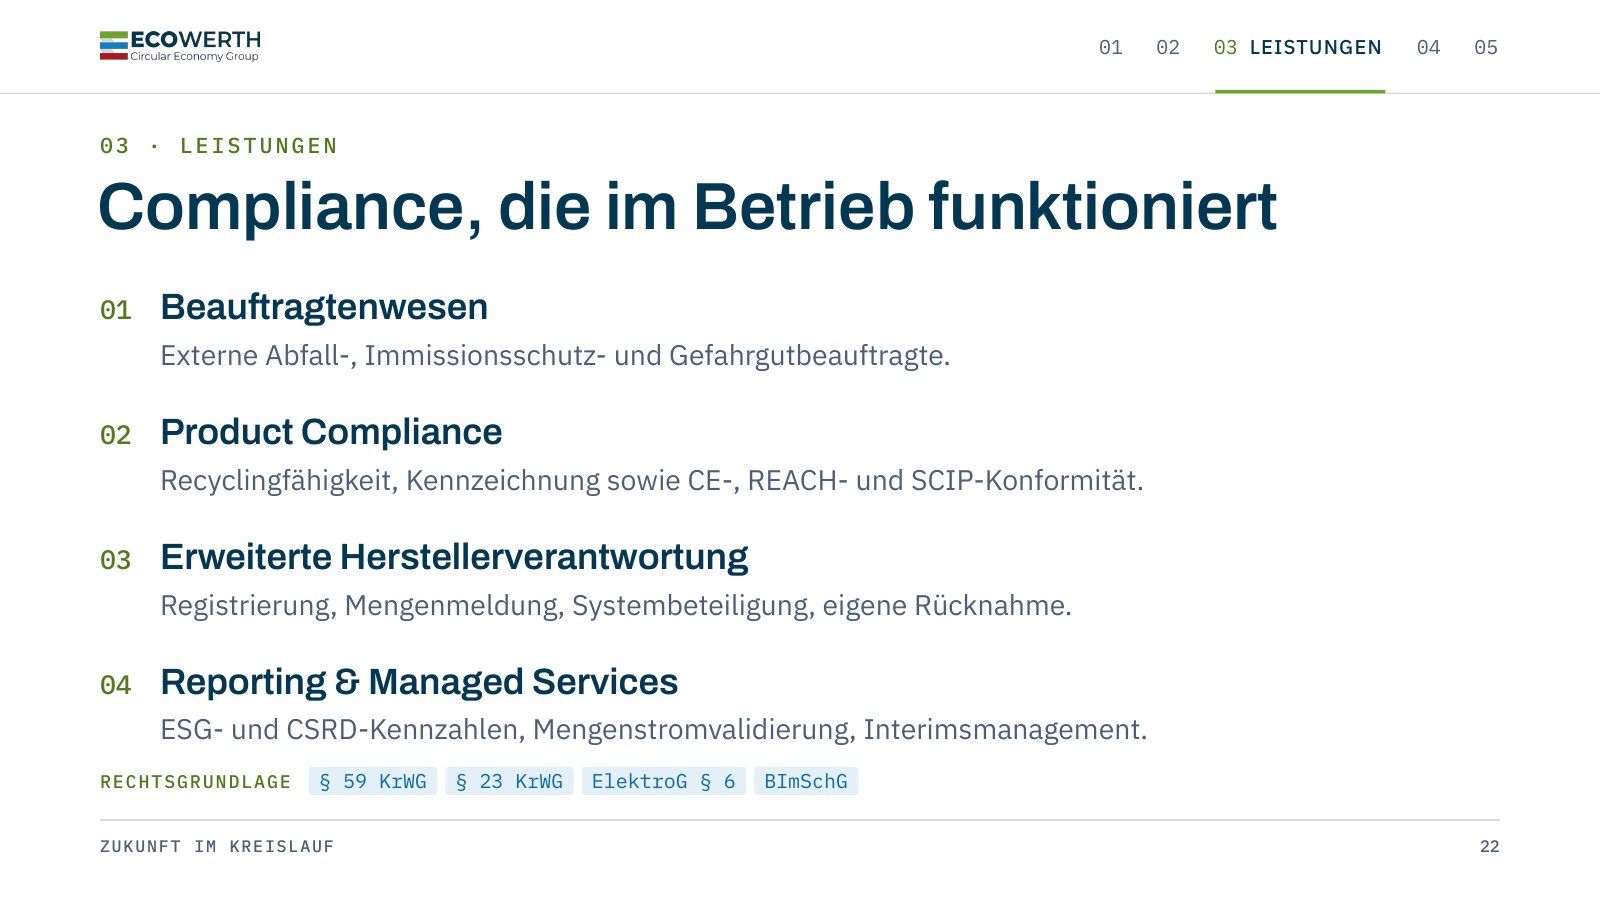 ECOWERTH
Circular Economy Group
01 02 03 LEISTUNGEN 04 05
03 · LEISTUNGEN
Compliance, die im Betrieb funktioniert
01 Beauftragtenwesen
Externe Abfall-, Immissionsschutz- und Gefahrgutbeauftragte.
02 Product Compliance
Recyclingfähigkeit, Kennzeichnung sowie CE-, REACH- und SCIP-Konformität.
03 Erweiterte Herstellerverantwortung
Registrierung, Mengenmeldung, Systembeteiligung, eigene Rücknahme.
04 Reporting & Managed Services
ESG- und CSRD-Kennzahlen, Mengenstromvalidierung, Interimsmanagement.
RECHTSGRUNDLAGE § 59 KrWG § 23 KrWG ElektroG § 6 BImSchG
ZUKUNFT IM KREISLAUF 22